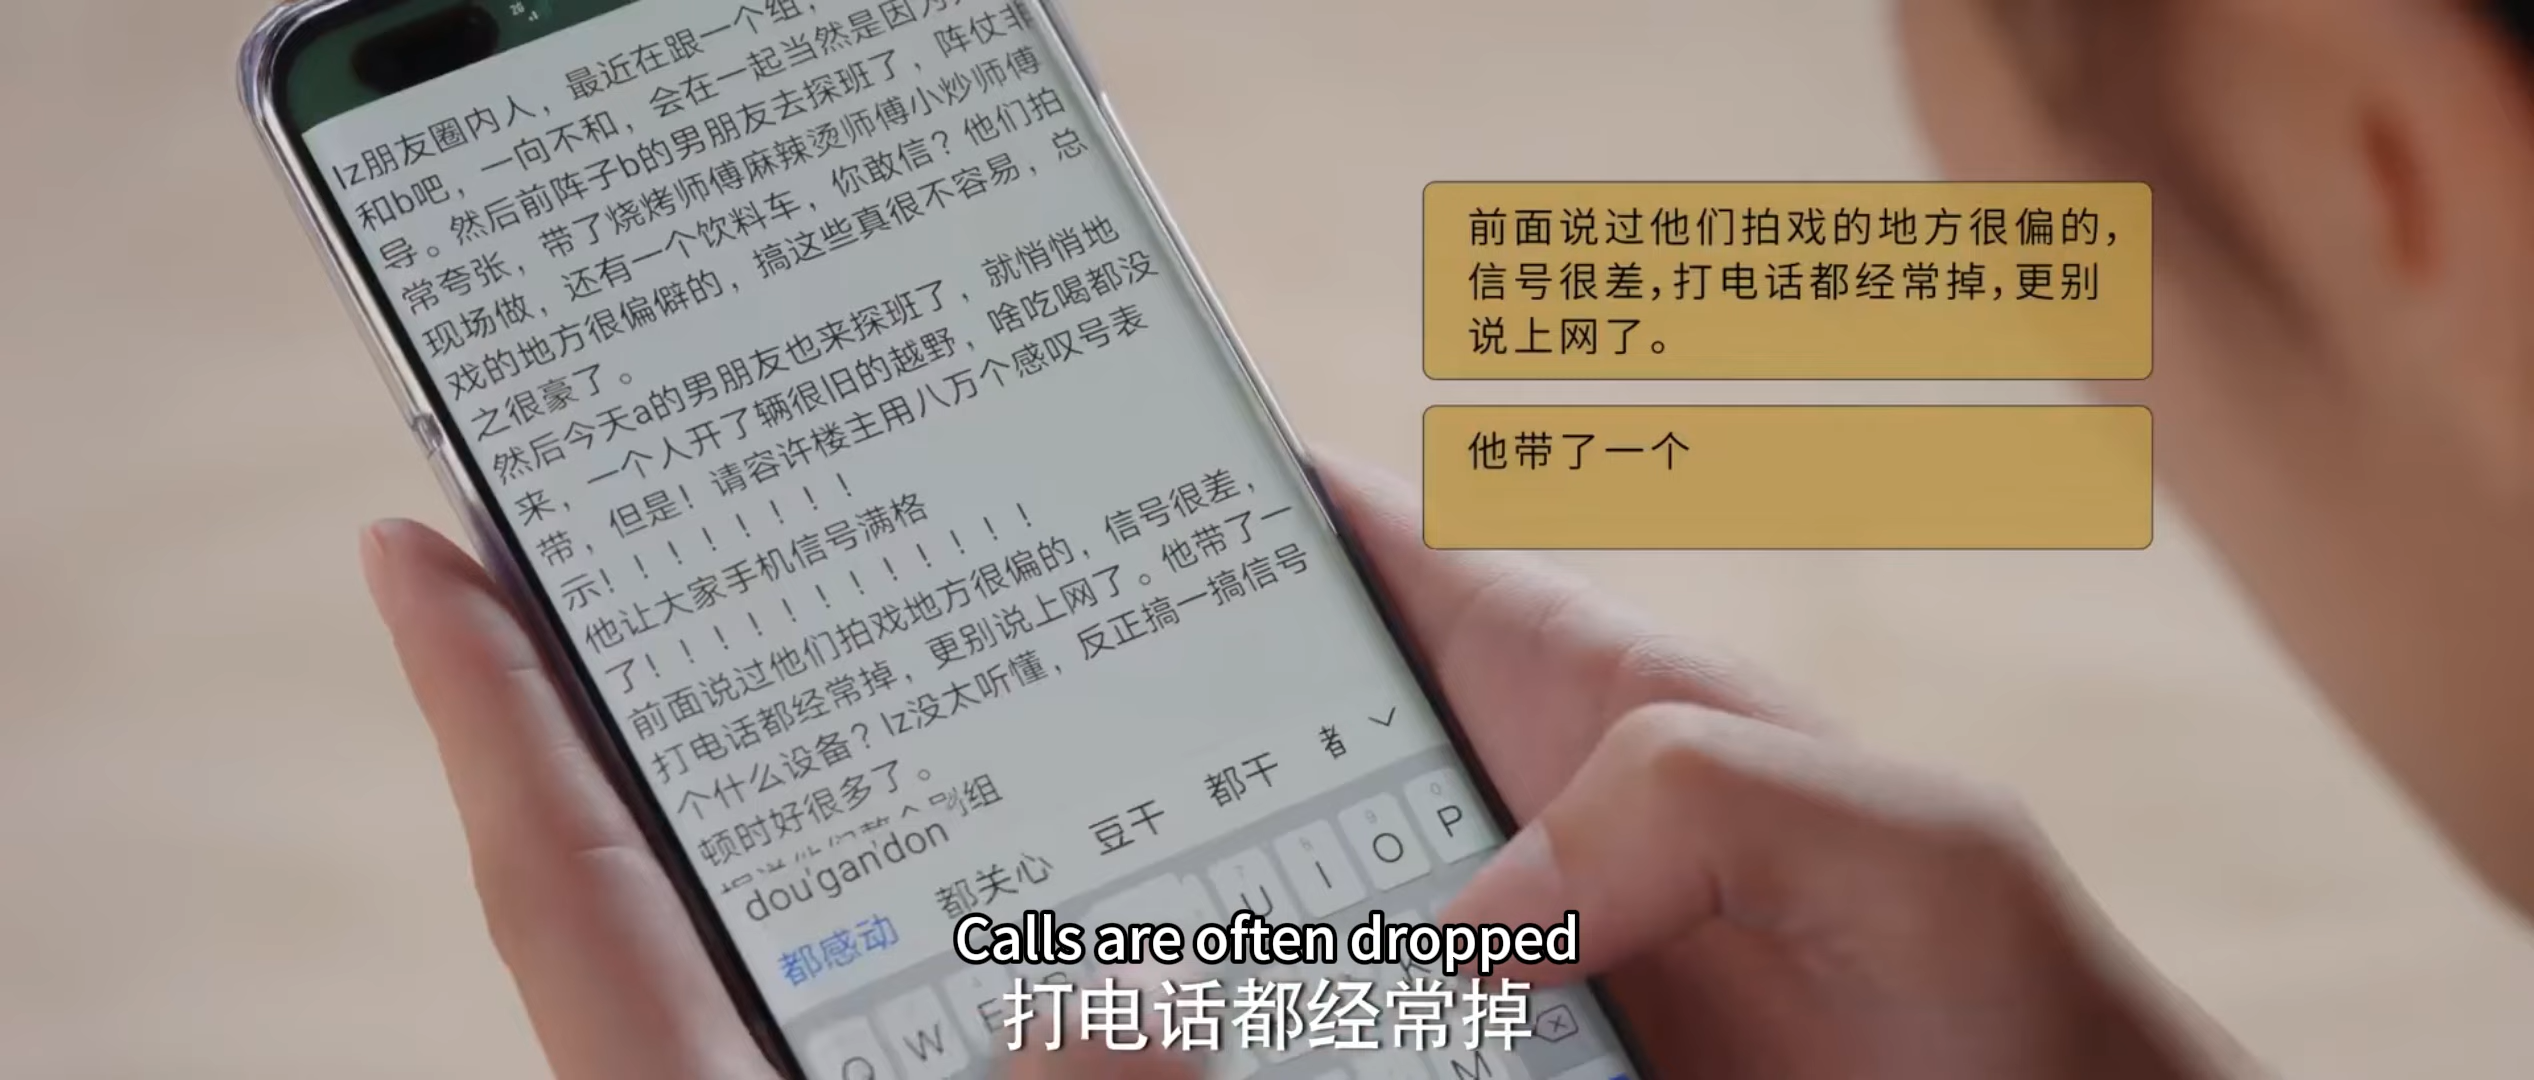 2G
lz朋友圈内人，最近在跟一个组，
和b吧，一向不和，会在一起当然是因为
导。然后前阵子b的男朋友去探班了，阵仗非
常夸张，带了烧烤师傅麻辣烫师傅小炒师傅
现场做，还有一个饮料车，你敢信？他们拍
戏的地方很偏僻的，搞这些真很不容易，总
之很豪了。
然后今天a的男朋友也来探班了，就悄悄地
来，一个人开了辆很旧的越野，啥吃喝都没
带，但是！请容许楼主用八万个感叹号表
示！！！！！！！！
他让大家手机信号满格
了！！！！！！！！！！！！
前面说过他们拍戏地方很偏的，信号很差，
打电话都经常掉，更别说上网了。他带了一
个什么设备？lz没太听懂，反正搞一搞信号
顿时好很多了。
组
dou'gan'don
都感动 都关心 豆干 都干 者
U I O P
Q W E
K
M
前面说过他们拍戏的地方很偏的，
信号很差，打电话都经常掉，更别
说上网了。
他带了一个
Calls are often dropped
打电话都经常掉